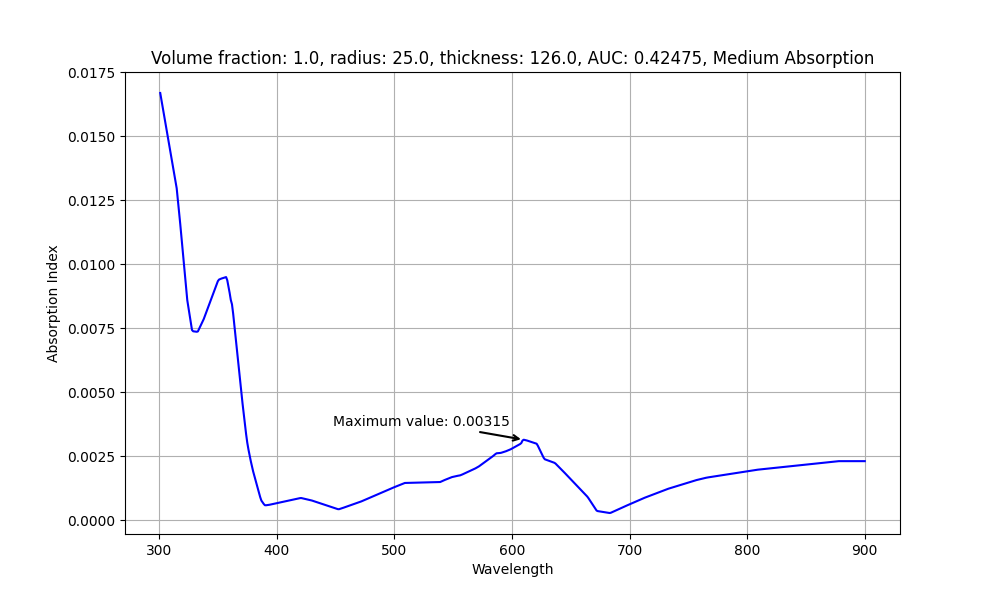 Volume fraction: 1.0, radius: 25.0, thickness: 126.0, AUC: 0.42475, Medium Absorption
0.0175
0.0150
0.0125
0.0100
0.0075
0.0050
0.0025
0.0000
Absorption Index
Maximum value: 0.00315
300 400 500 600 700 800 900
Wavelength